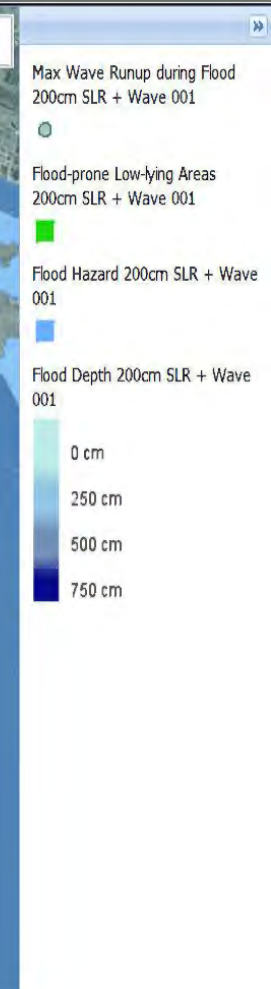 Max Wave Runup during Flood
200cm SLR + Wave 001
Flood-prone Low-lying Areas
200cm SLR + Wave 001
Flood Hazard 200cm SLR + Wave
001
Flood Depth 200cm SLR + Wave
001
0 cm
250 cm
500 cm
750 cm